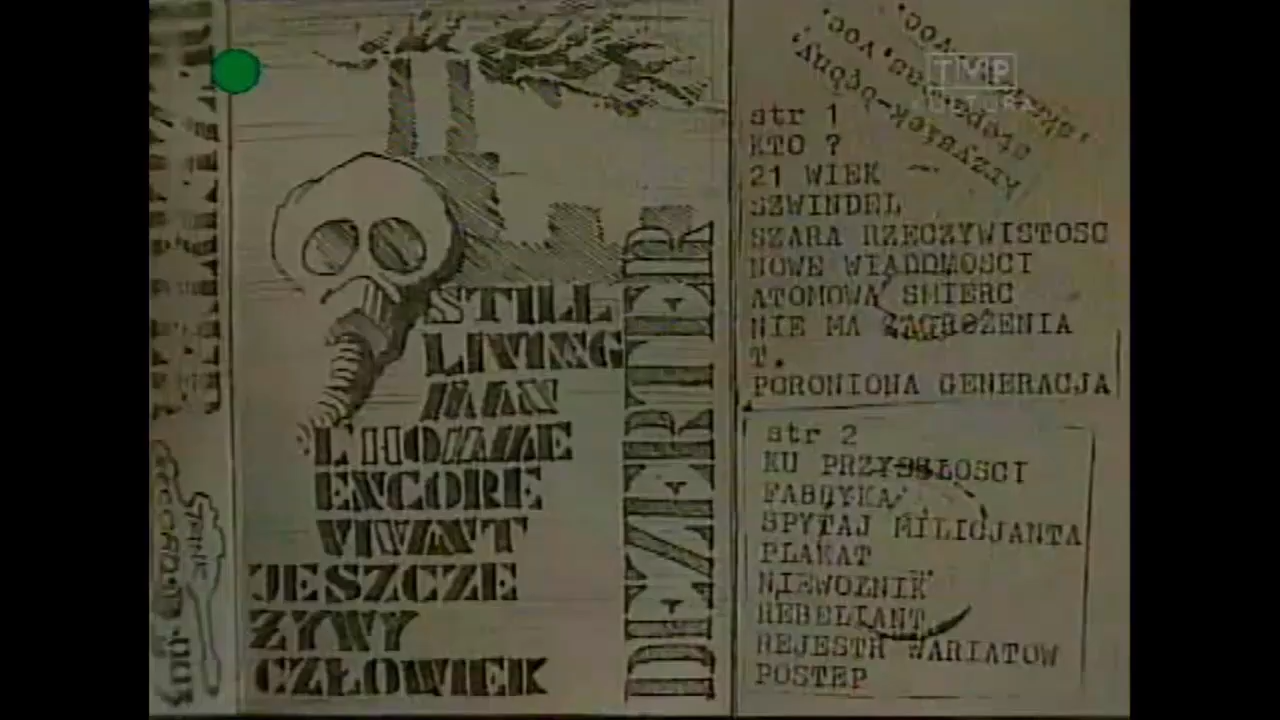 STILL
LIVING
MAN
L'HOMME
ENCORE
VIVANT
JESZCZE
ŻYWY
CZŁOWIEK
DEZERTER
TVP
KULTURA
str 1
KTO ?
21 WIEK
SZWINDEL
SZARA RZECZYWISTOSC
NOWE WIADOMOSCI
ATOMOWA SMIERC
NIE MA ZAGROŻENIA
T.
PORONIONA GENERACJA
str 2
KU PRZYSZŁOSCI
FABRYKA
SPYTAJ MILICJANTA
PLAKAT
NIEWOLNIK
REBELIANT
REJESTR WARIATOW
POSTEP